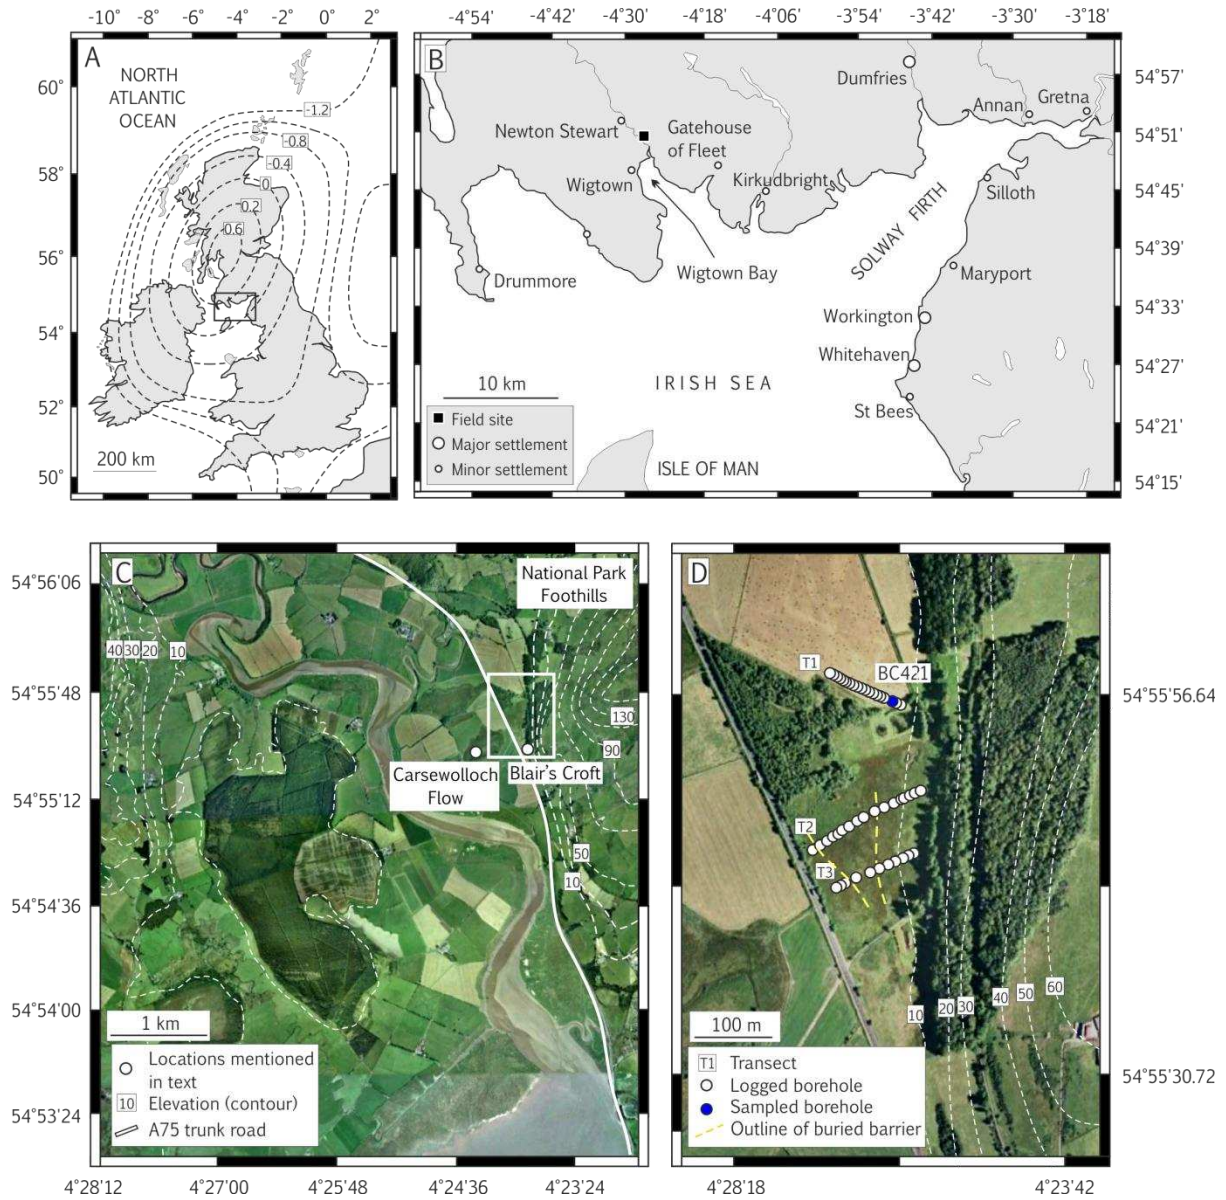 -10° -8° -6° -4° -2° 0° 2°
A
NORTH
ATLANTIC
OCEAN
60°
58°
56°
54°
52°
50°
-1.2
-0.8
-0.4
0
0.2
0.6
200 km
-10 -8 -6 -4 -2 0 2
-4°54' -4°42' -4°30' -4°18' -4°06' -3°54' -3°42' -3°30' -3°18'
B
Dumfries
Annan
Gretna
Newton Stewart
Gatehouse
of Fleet
Wigtown
Kirkudbright
Silloth
SOLWAY FIRTH
Wigtown Bay
Drummore
Maryport
Workington
Whitehaven
IRISH SEA
St Bees
ISLE OF MAN
10 km
Field site
Major settlement
Minor settlement
54°57'
54°51'
54°45'
54°39'
54°33'
54°27'
54°21'
54°15'
C
National Park
Foothills
54°56'06
54°55'48
54°55'12
54°54'36
54°54'00
54°53'24
40 30 20 10
130
90
Carsewolloch
Flow
Blair's Croft
50
10
1 km
Locations mentioned
in text
10 Elevation (contour)
A75 trunk road
4°28'12 4°27'00 4°25'48 4°24'36 4°23'24
D
T1
BC421
54°55'56.64
T2
T3
10 20 30 40 50 60
100 m
T1 Transect
Logged borehole
Sampled borehole
Outline of buried barrier
54°55'30.72
4°28'18 4°23'42